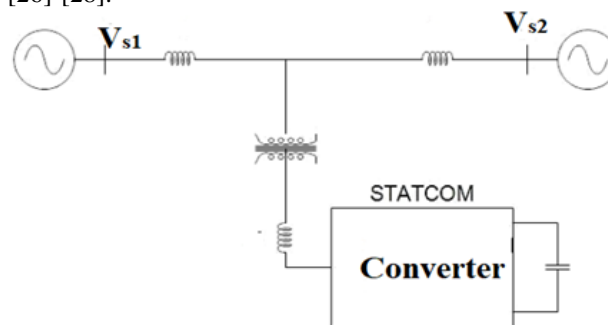 [26]-[28].
Vs1
Vs2
STATCOM
Converter